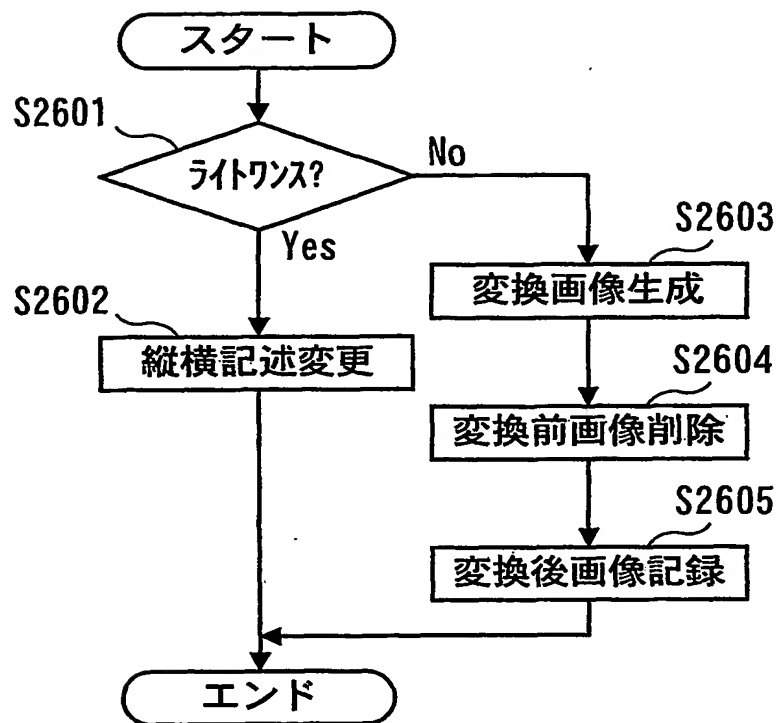 スタート
S2601
ライトワンス?
No
Yes
S2603
変換画像生成
S2602
縦横記述変更
S2604
変換前画像削除
S2605
変換後画像記録
エンド